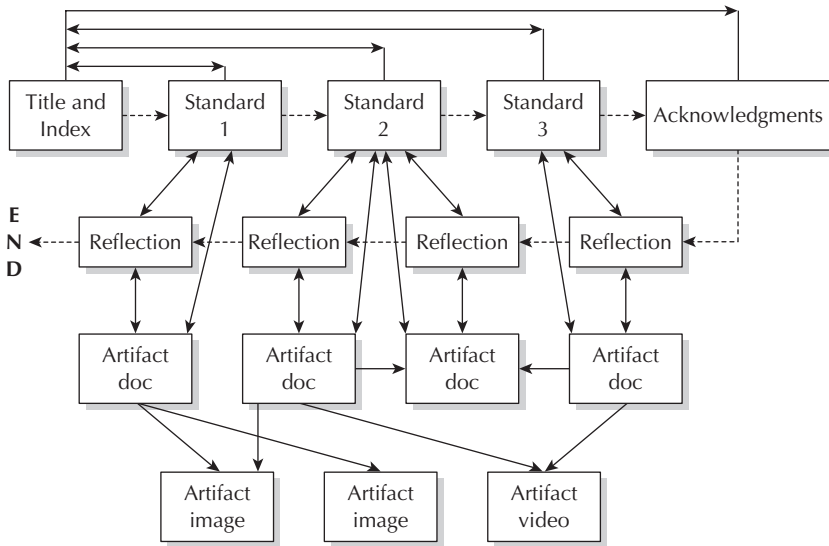 Title and
Index
Standard
1
Standard
2
Standard
3
Acknowledgments
E
N
D
Reflection
Reflection
Reflection
Reflection
Artifact
doc
Artifact
doc
Artifact
doc
Artifact
doc
Artifact
image
Artifact
image
Artifact
video